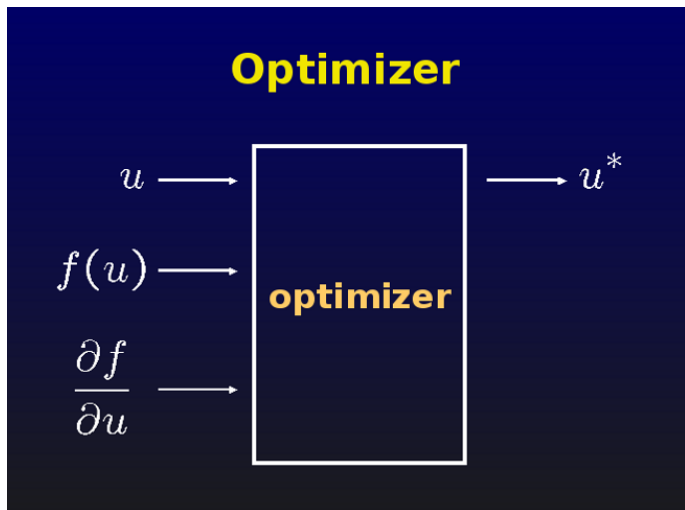 Optimizer
u
u*
f(u)
optimizer
∂f
∂u